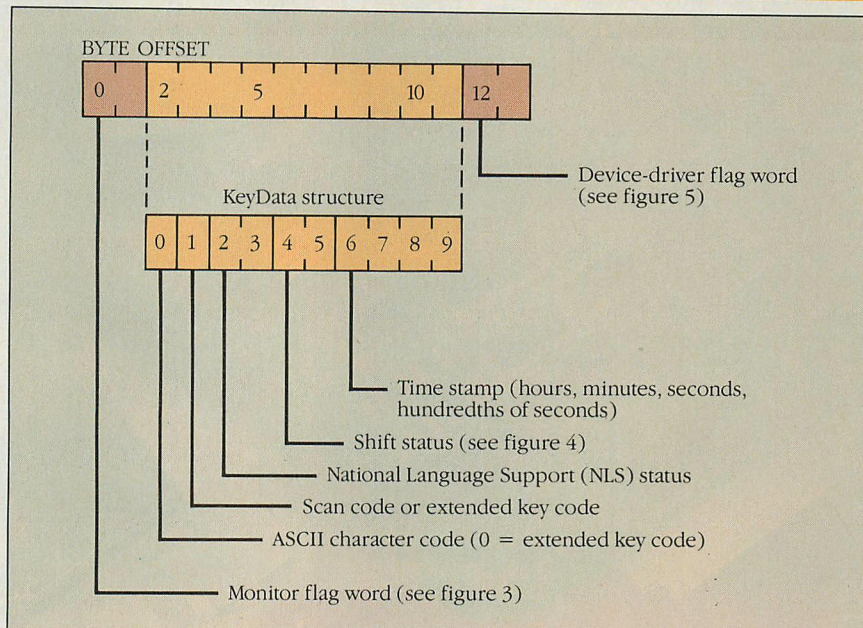 BYTE OFFSET
0 2 5 10 12
Device-driver flag word
(see figure 5)
KeyData structure
0 1 2 3 4 5 6 7 8 9
Time stamp (hours, minutes, seconds,
hundredths of seconds)
Shift status (see figure 4)
National Language Support (NLS) status
Scan code or extended key code
ASCII character code (0 = extended key code)
Monitor flag word (see figure 3)